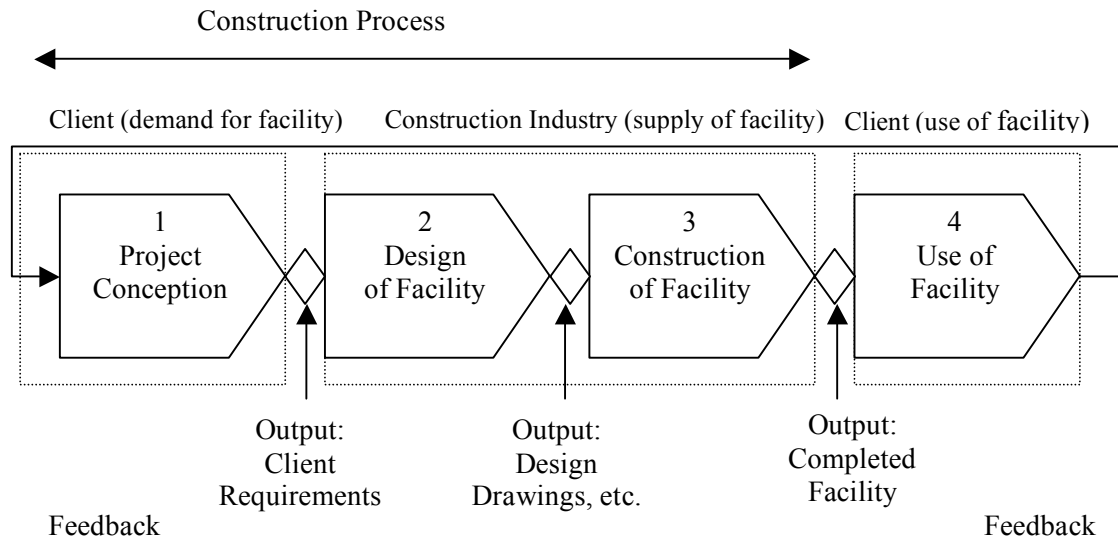 Construction Process
Client (demand for facility)
Construction Industry (supply of facility)
Client (use of facility)
1
Project
Conception
2
Design
of Facility
3
Construction
of Facility
4
Use of
Facility
Output:
Client
Requirements
Output:
Design
Drawings, etc.
Output:
Completed
Facility
Feedback
Feedback